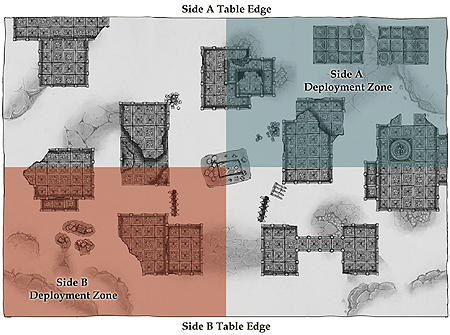 Side A Table Edge
Side A
Deployment Zone
Side B
Deployment Zone
Side B Table Edge